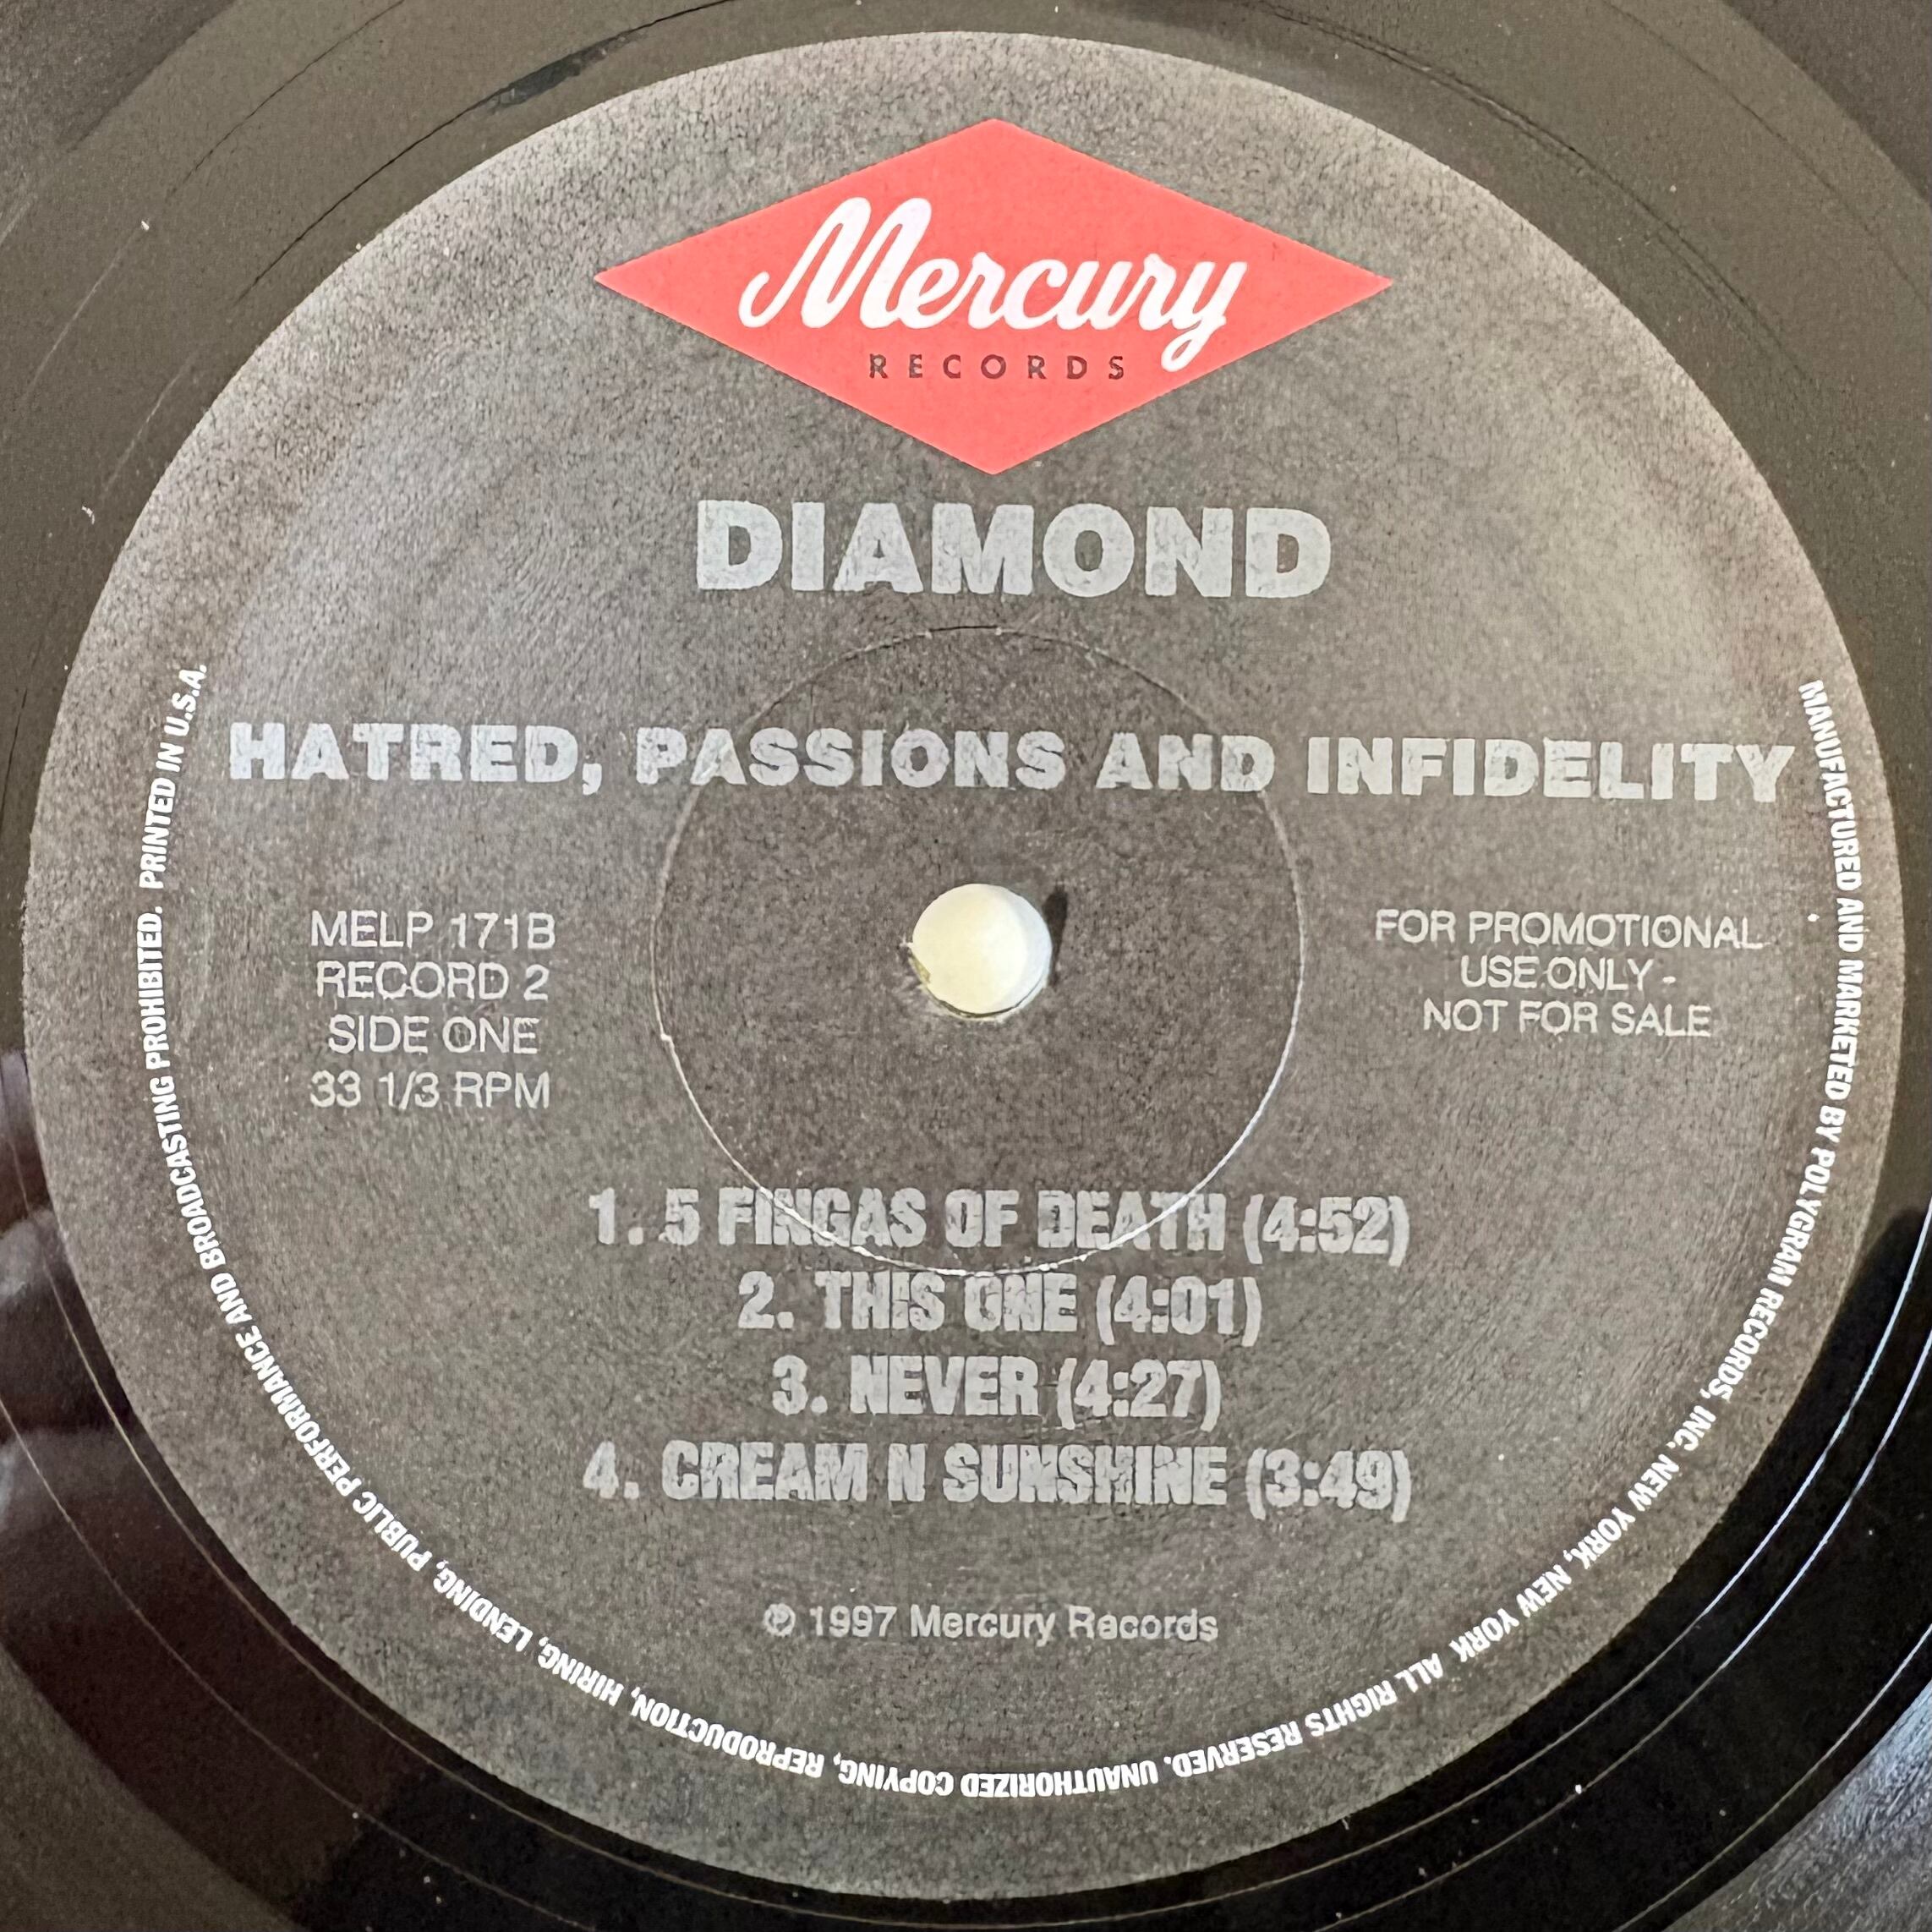 Mercury
RECORDS
DIAMOND
HATRED, PASSIONS AND INFIDELITY
MELP 171B
RECORD 2
SIDE ONE
33 1/3 RPM
FOR PROMOTIONAL
USE ONLY -
NOT FOR SALE
1. 5 FINGAS OF DEATH (4:52)
2. THIS ONE (4:01)
3. NEVER (4:27)
4. CREAM N SUNSHINE (3:49)
℗ 1997 Mercury Records
MANUFACTURED AND MARKETED BY POLYGRAM RECORDS, INC. NEW YORK, NEW YORK ALL RIGHTS RESERVED. UNAUTHORIZED COPYING, REPRODUCTION, HIRING, LENDING, PUBLIC PERFORMANCE AND BROADCASTING PROHIBITED. PRINTED IN U.S.A.